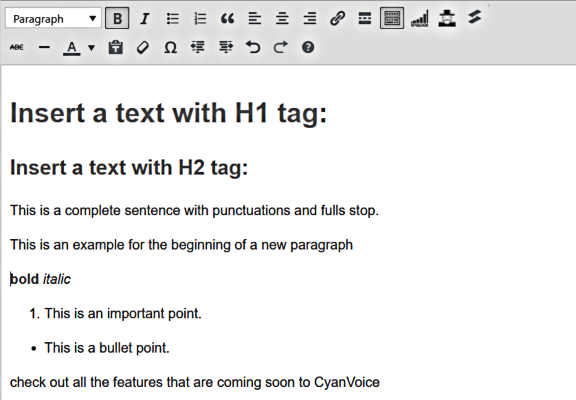 Paragraph
B I
ABC A Ω
Insert a text with H1 tag:
Insert a text with H2 tag:
This is a complete sentence with punctuations and fulls stop.
This is an example for the beginning of a new paragraph
bold italic
1. This is an important point.
• This is a bullet point.
check out all the features that are coming soon to CyanVoice